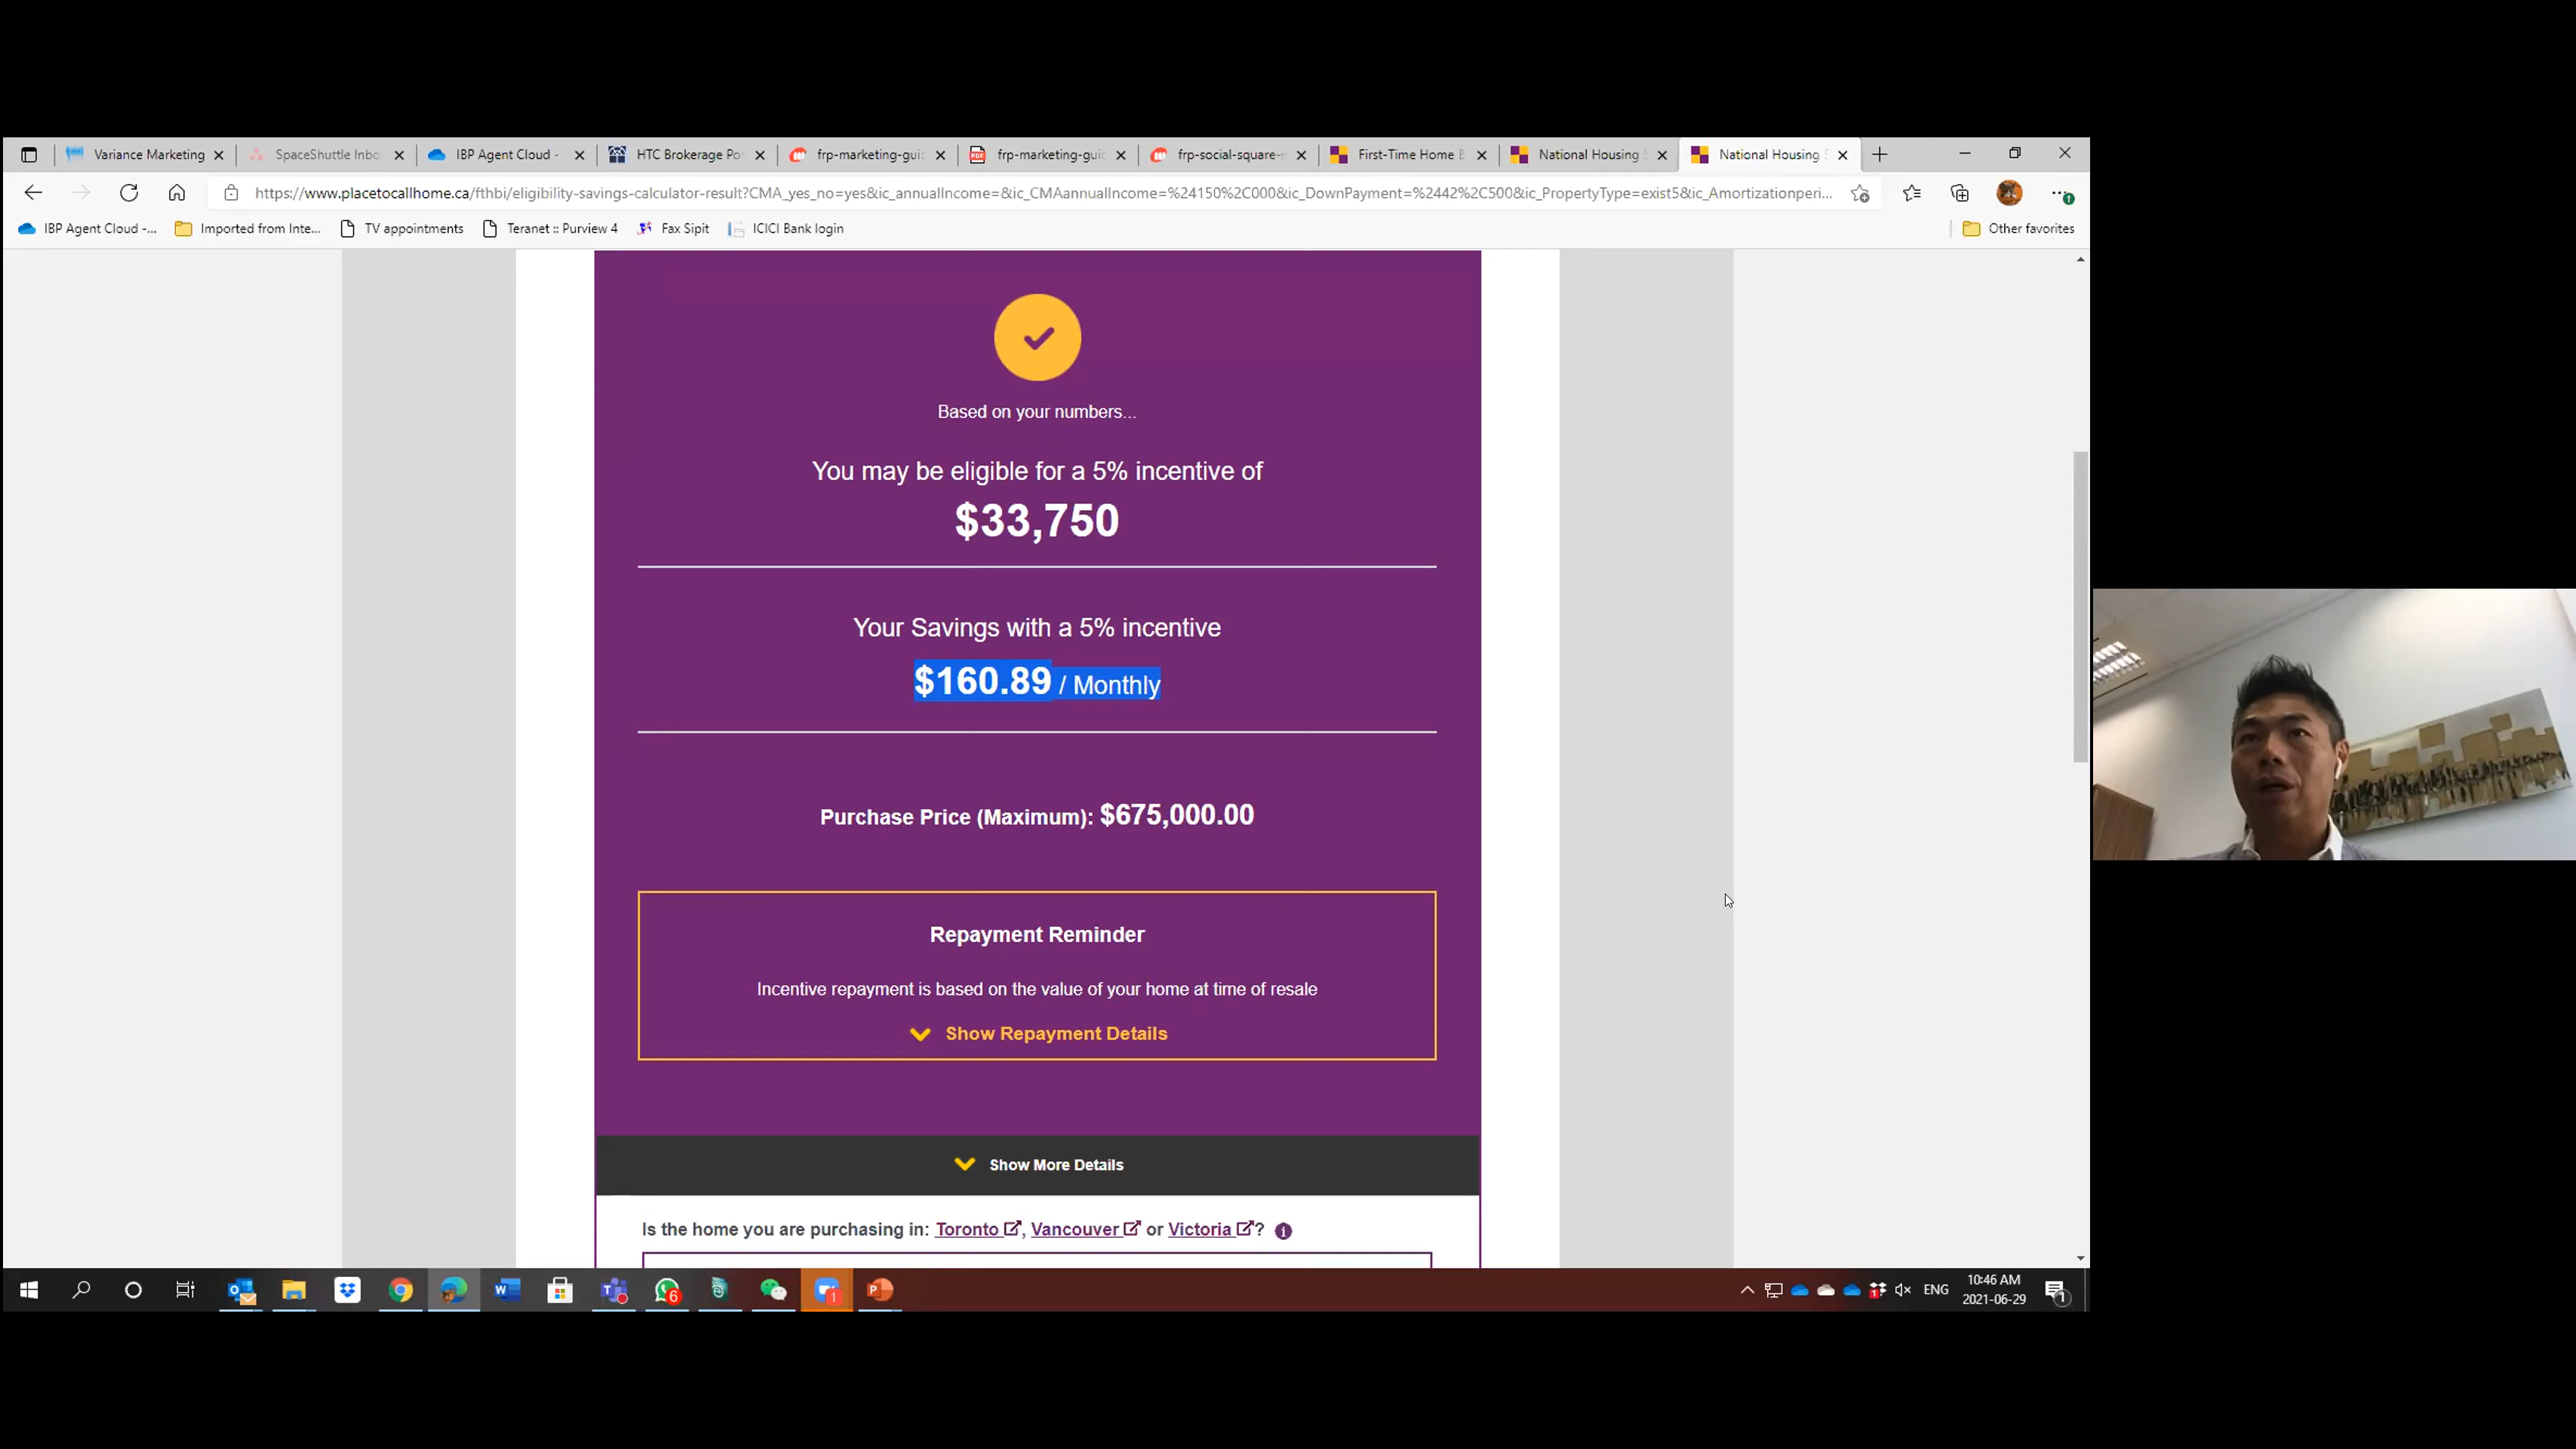 Variance Marketing
SpaceShuttle Inbo
IBP Agent Cloud -
HTC Brokerage Po
frp-marketing-guid
frp-marketing-guid
frp-social-square-
First-Time Home B
National Housing S
National Housing S
https://www.placetocallhome.ca/fthbi/eligibility-savings-calculator-result?CMA_yes_no=yes&ic_annualIncome=&ic_CMAannualIncome=%24150%2C000&ic_DownPayment=%2442%2C500&ic_PropertyType=exist5&ic_Amortizationperi...
IBP Agent Cloud -...
Imported from Inte...
TV appointments
Teranet :: Purview 4
Fax Sipit
ICICI Bank login
Other favorites
Based on your numbers...
You may be eligible for a 5% incentive of
$33,750
Your Savings with a 5% incentive
$160.89 / Monthly
Purchase Price (Maximum): $675,000.00
Repayment Reminder
Incentive repayment is based on the value of your home at time of resale
Show Repayment Details
Show More Details
Is the home you are purchasing in: Toronto, Vancouver or Victoria?
ENG
10:46 AM
2021-06-29